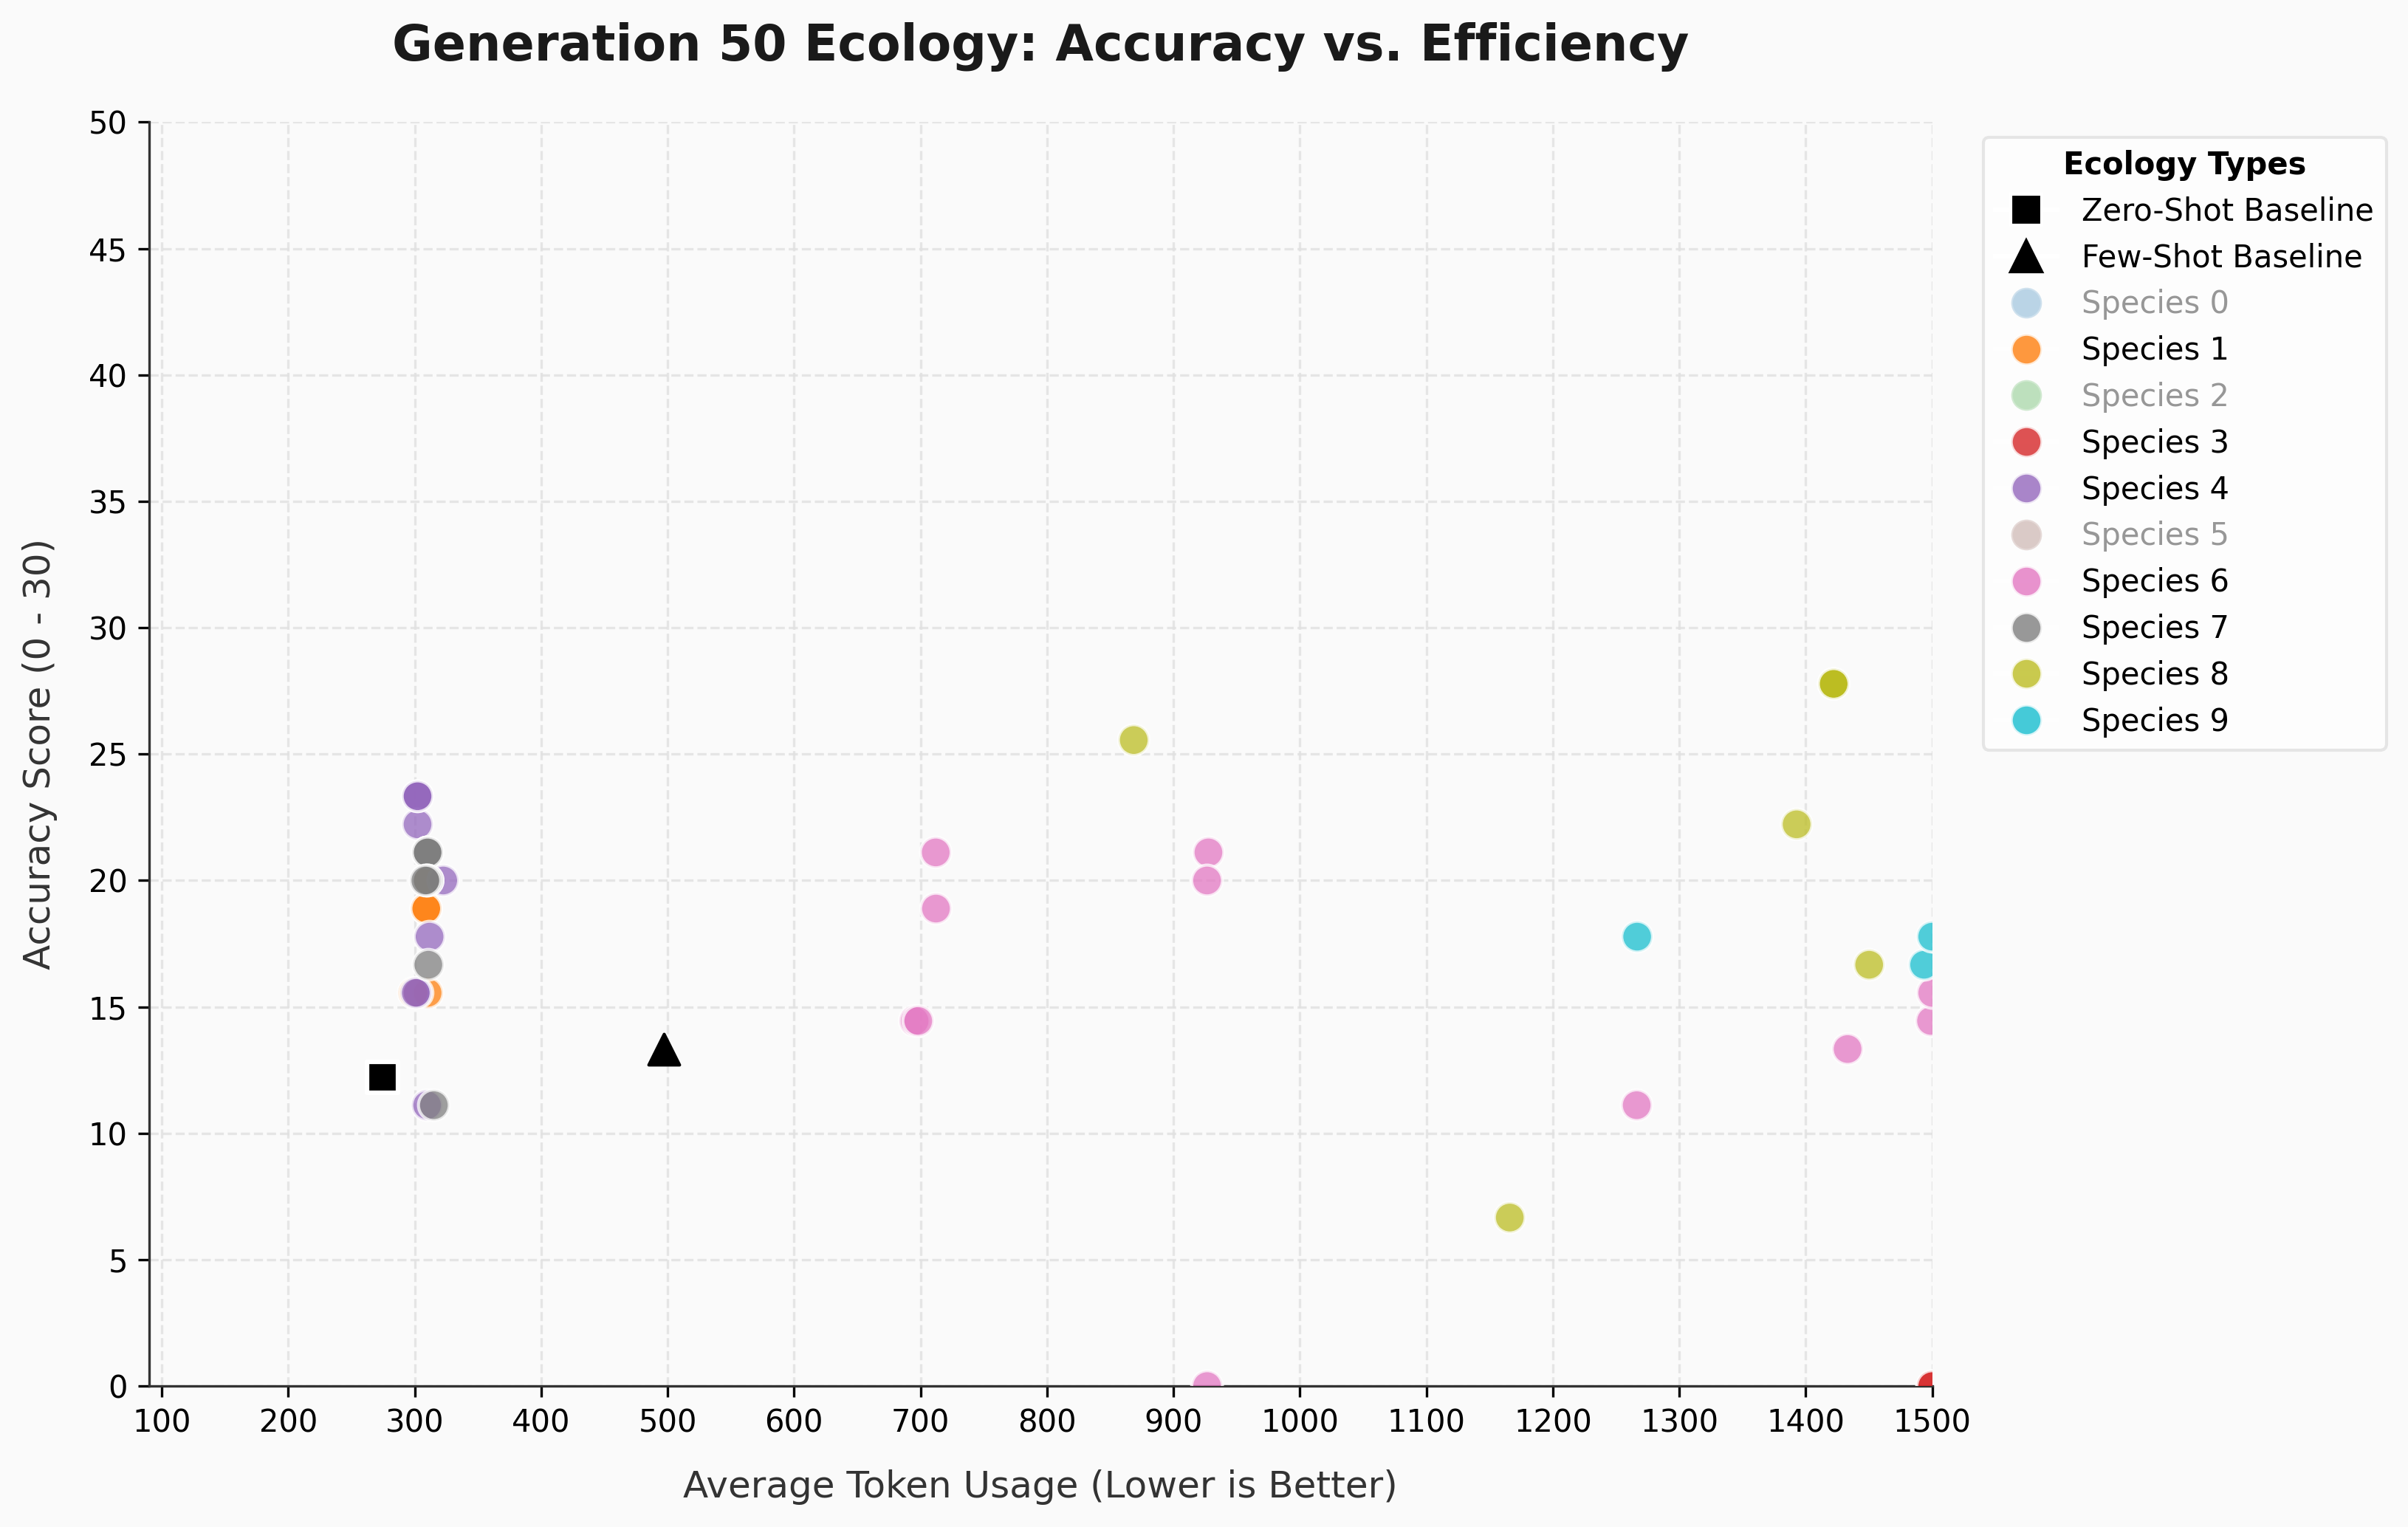 Generation 50 Ecology: Accuracy vs. Efficiency
50
45
40
35
30
25
20
15
10
5
0
Accuracy Score (0 - 30)
100 200 300 400 500 600 700 800 900 1000 1100 1200 1300 1400 1500
Average Token Usage (Lower is Better)
Ecology Types
Zero-Shot Baseline
Few-Shot Baseline
Species 0
Species 1
Species 2
Species 3
Species 4
Species 5
Species 6
Species 7
Species 8
Species 9